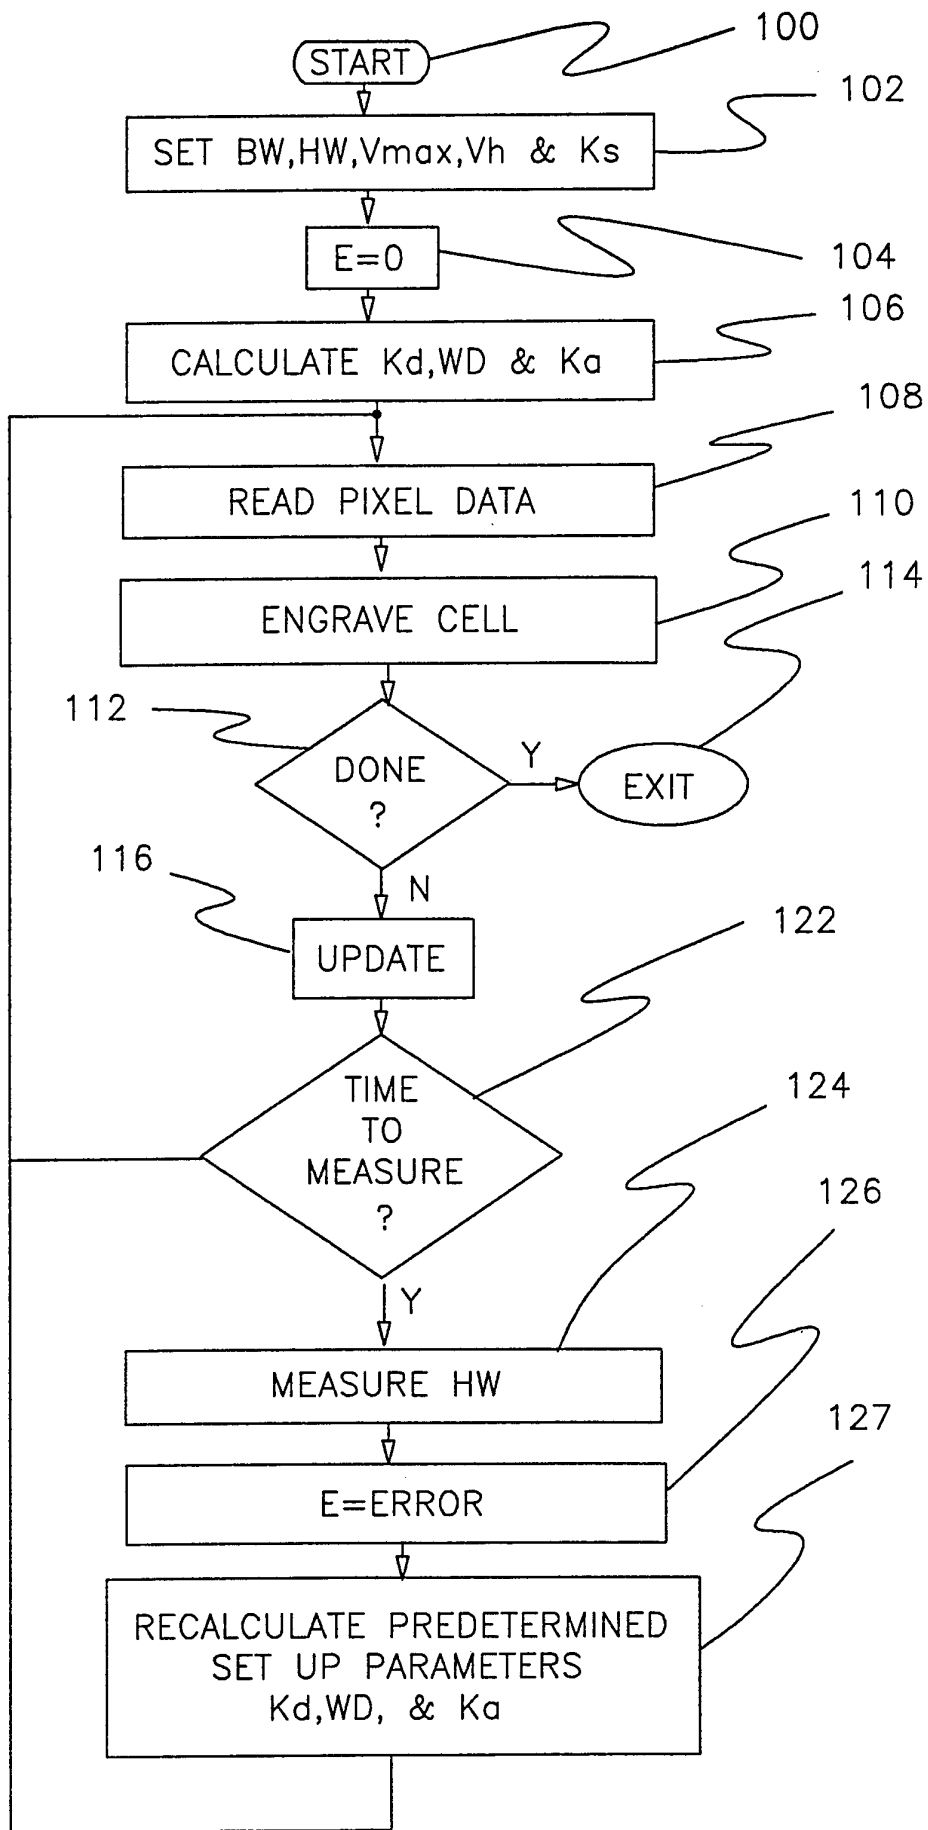 100
START
102
SET BW,HW,Vmax,Vh & Ks
E=0
104
106
CALCULATE Kd,WD & Ka
108
READ PIXEL DATA
110
ENGRAVE CELL
114
112
DONE
?
Y
EXIT
116
N
UPDATE
122
TIME
TO
MEASURE
?
124
126
Y
MEASURE HW
127
E=ERROR
RECALCULATE PREDETERMINED
SET UP PARAMETERS
Kd,WD, & Ka